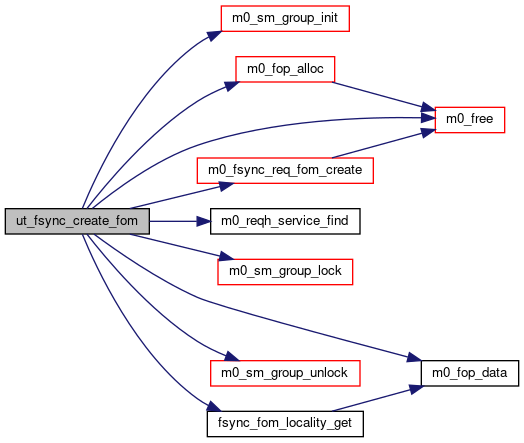 m0_sm_group_init
m0_fop_alloc
m0_free
m0_fsync_req_fom_create
ut_fsync_create_fom
m0_reqh_service_find
m0_sm_group_lock
m0_sm_group_unlock
m0_fop_data
fsync_fom_locality_get